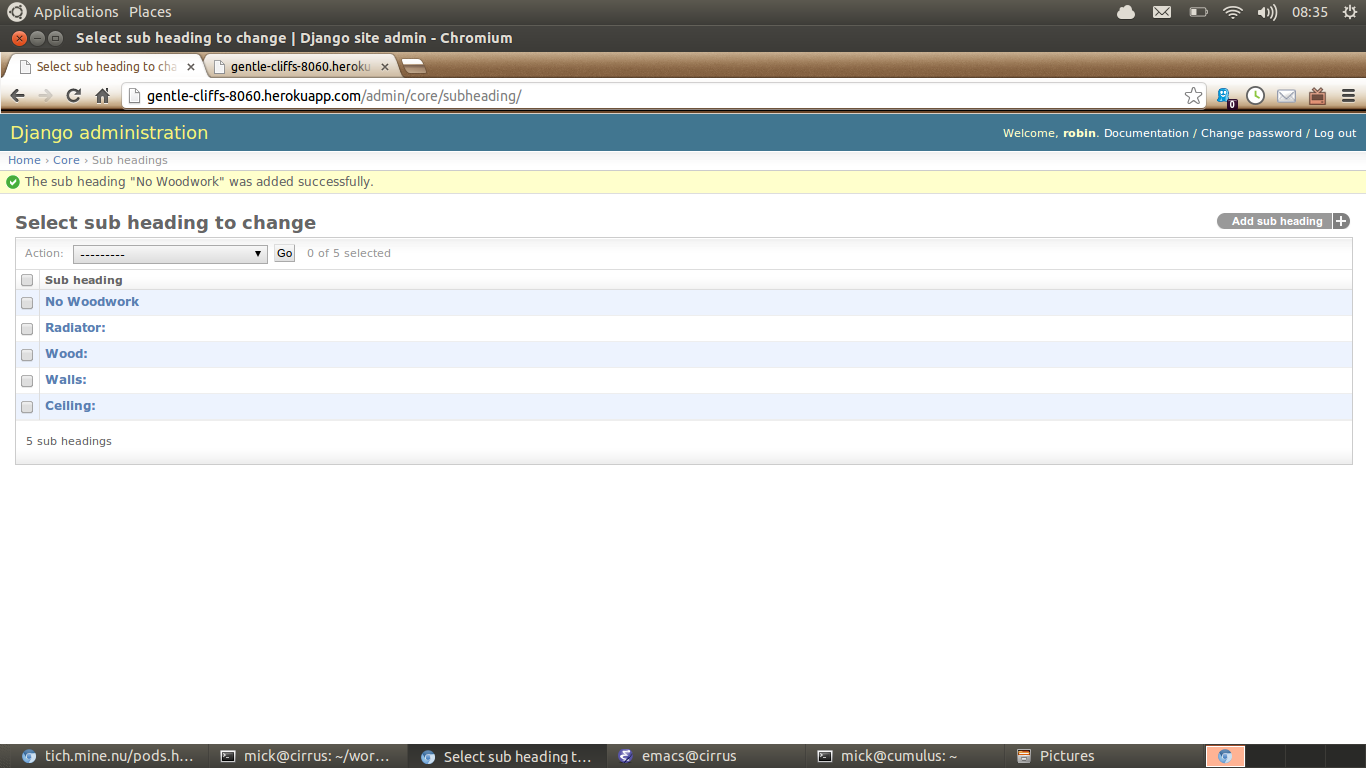 Applications Places 08:35
Select sub heading to change | Django site admin - Chromium
Select sub heading to cha gentle-cliffs-8060.heroku
gentle-cliffs-8060.herokuapp.com/admin/core/subheading/ 0
Django administration Welcome, robin. Documentation / Change password / Log out
Home › Core › Sub headings
The sub heading "No Woodwork" was added successfully.
Select sub heading to change Add sub heading +
Action: --------- Go 0 of 5 selected
Sub heading
No Woodwork
Radiator:
Wood:
Walls:
Ceiling:
5 sub headings
tich.mine.nu/pods.h... mick@cirrus: ~/wor... Select sub heading t... emacs@cirrus mick@cumulus: ~ Pictures